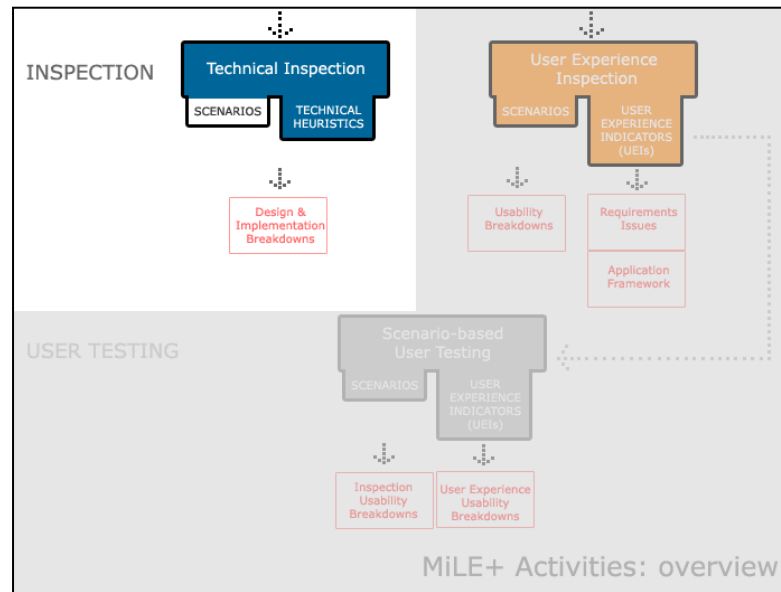 INSPECTION
Technical Inspection
SCENARIOS
TECHNICAL
HEURISTICS
Design &
Implementation
Breakdowns
User Experience
Inspection
SCENARIOS
USER
EXPERIENCE
INDICATORS
(UEIs)
Usability
Breakdowns
Requirements
Issues
Application
Framework
USER TESTING
Scenario-based
User Testing
SCENARIOS
USER
EXPERIENCE
INDICATORS
(UEIs)
Inspection
Usability
Breakdowns
User Experience
Usability
Breakdowns
MiLE+ Activities: overview